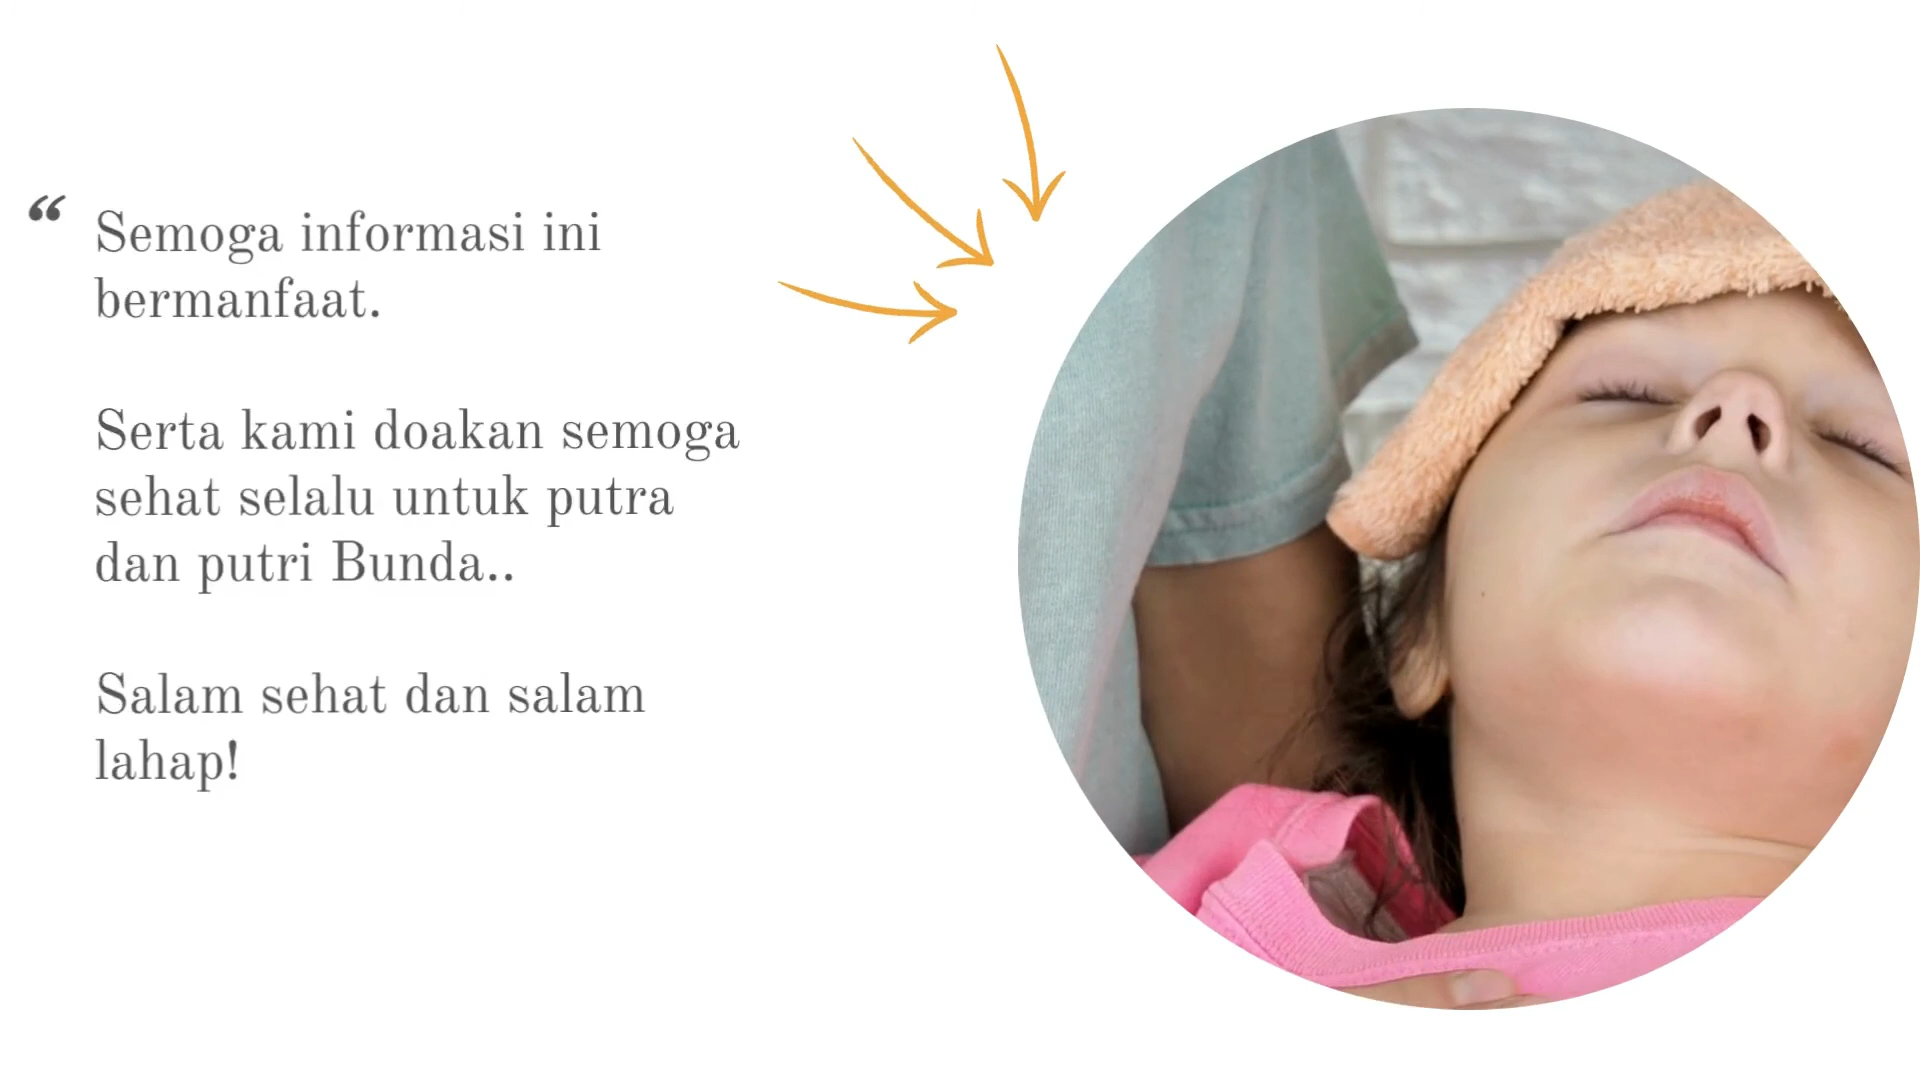 “ Semoga informasi ini
bermanfaat.
Serta kami doakan semoga
sehat selalu untuk putra
dan putri Bunda..
Salam sehat dan salam
lahap!